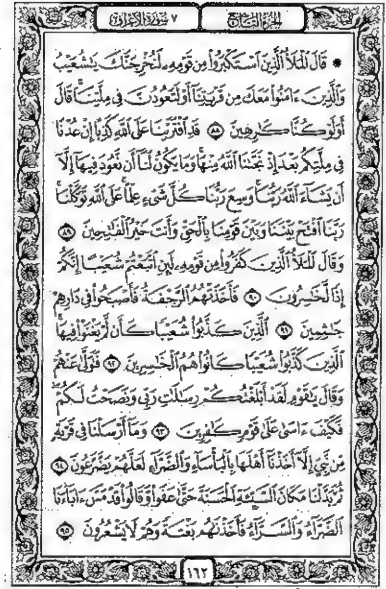 الجزء التاسع ٧ سورة الأعراف
* قَالَ ٱلْمَلَأُ ٱلَّذِينَ ٱسْتَكْبَرُوا۟ مِن قَوْمِهِۦ لَنُخْرِجَنَّكَ يَـٰشُعَيْبُ
وَٱلَّذِينَ ءَامَنُوا۟ مَعَكَ مِن قَرْيَتِنَآ أَوْ لَتَعُودُنَّ فِى مِلَّتِنَا ۚ قَالَ
أَوَلَوْ كُنَّا كَـٰرِهِينَ ٨٨ قَدِ ٱفْتَرَيْنَا عَلَى ٱللَّهِ كَذِبًا إِنْ عُدْنَا
فِى مِلَّتِكُم بَعْدَ إِذْ نَجَّىٰنَا ٱللَّهُ مِنْهَا ۚ وَمَا يَكُونُ لَنَآ أَن نَّعُودَ فِيهَآ إِلَّآ
أَن يَشَآءَ ٱللَّهُ رَبُّنَا ۚ وَسِعَ رَبُّنَا كُلَّ شَىْءٍ عِلْمًا ۚ عَلَى ٱللَّهِ تَوَكَّلْنَا ۚ
رَبَّنَا ٱفْتَحْ بَيْنَنَا وَبَيْنَ قَوْمِنَا بِٱلْحَقِّ وَأَنتَ خَيْرُ ٱلْفَـٰتِحِينَ ٨٩
وَقَالَ ٱلْمَلَأُ ٱلَّذِينَ كَفَرُوا۟ مِن قَوْمِهِۦ لَئِنِ ٱتَّبَعْتُمْ شُعَيْبًا إِنَّكُمْ
إِذًا لَّخَـٰسِرُونَ ٩٠ فَأَخَذَتْهُمُ ٱلرَّجْفَةُ فَأَصْبَحُوا۟ فِى دَارِهِمْ
جَـٰثِمِينَ ٩١ ٱلَّذِينَ كَذَّبُوا۟ شُعَيْبًا كَأَن لَّمْ يَغْنَوْا۟ فِيهَا ۚ
ٱلَّذِينَ كَذَّبُوا۟ شُعَيْبًا كَانُوا۟ هُمُ ٱلْخَـٰسِرِينَ ٩٢ فَتَوَلَّىٰ عَنْهُمْ
وَقَالَ يَـٰقَوْمِ لَقَدْ أَبْلَغْتُكُمْ رِسَـٰلَـٰتِ رَبِّى وَنَصَحْتُ لَكُمْ ۖ
فَكَيْفَ ءَاسَىٰ عَلَىٰ قَوْمٍ كَـٰفِرِينَ ٩٣ وَمَآ أَرْسَلْنَا فِى قَرْيَةٍ
مِّن نَّبِىٍّ إِلَّآ أَخَذْنَآ أَهْلَهَا بِٱلْبَأْسَآءِ وَٱلضَّرَّآءِ لَعَلَّهُمْ يَضَّرَّعُونَ ٩٤
ثُمَّ بَدَّلْنَا مَكَانَ ٱلسَّيِّئَةِ ٱلْحَسَنَةَ حَتَّىٰ عَفَوا۟ وَّقَالُوا۟ قَدْ مَسَّ ءَابَآءَنَا
ٱلضَّرَّآءُ وَٱلسَّرَّآءُ فَأَخَذْنَـٰهُم بَغْتَةً وَهُمْ لَا يَشْعُرُونَ ٩٥
١٦٢